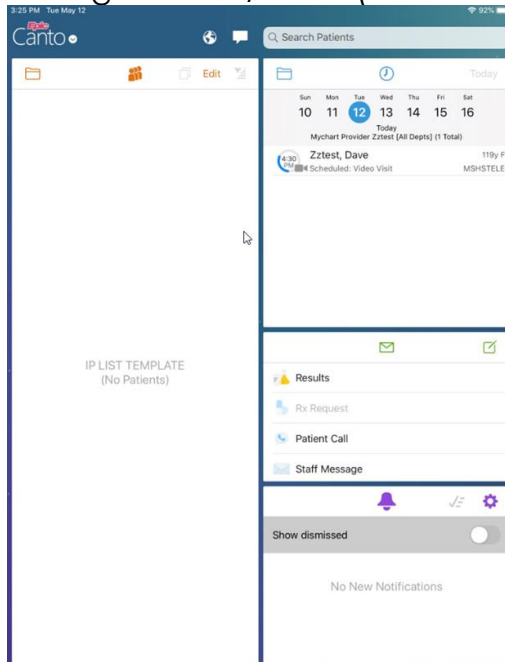 3:25 PM Tue May 12
92%
Epic
Canto
Search Patients
Edit
Today
Sun Mon Tue Wed Thu Fri Sat
10 11 12 13 14 15 16
Today
Mychart Provider Zztest [All Depts] (1 Total)
4:30 PM
Zztest, Dave
119y F
Scheduled: Video Visit
MSHSTELE
IP LIST TEMPLATE
(No Patients)
Results
Rx Request
Patient Call
Staff Message
Show dismissed
No New Notifications